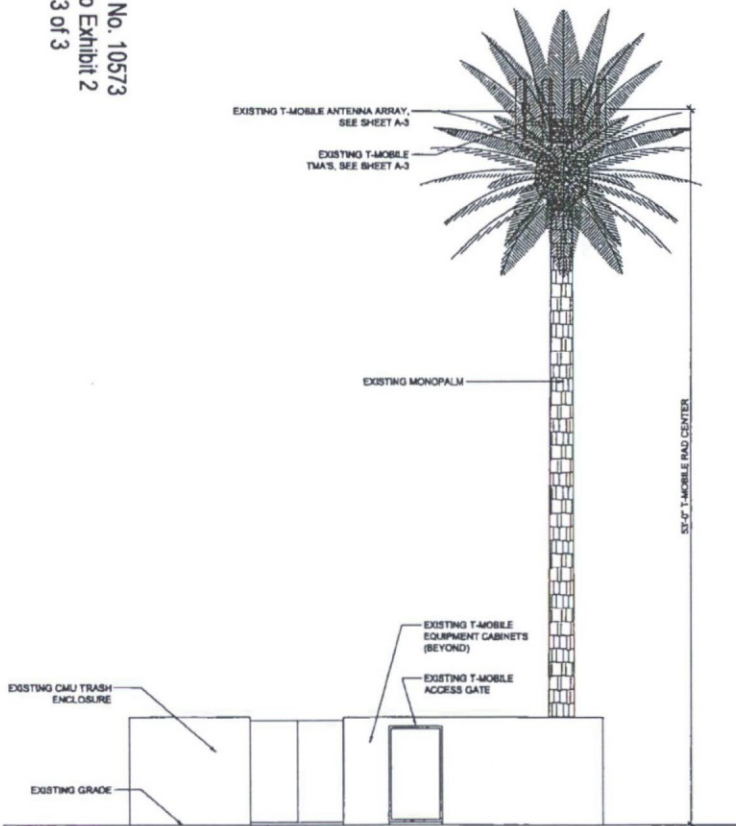 No. 10573
o Exhibit 2
3 of 3
EXISTING T-MOBILE ANTENNA ARRAY,
SEE SHEET A-3
EXISTING T-MOBILE
TMA'S, SEE SHEET A-3
EXISTING MONOPALM
53'-0" T-MOBILE RAD CENTER
EXISTING T-MOBILE
EQUIPMENT CABINETS
(BEYOND)
EXISTING T-MOBILE
ACCESS GATE
EXISTING CMU TRASH
ENCLOSURE
EXISTING GRADE